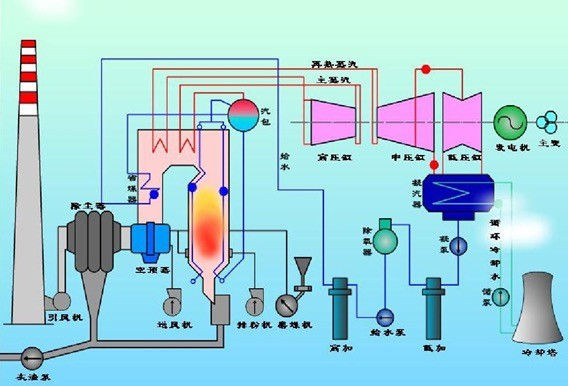 再热蒸汽
主蒸汽
汽包
给水
高压缸
中压缸
低压缸
发电机
主变
省煤器
除尘器
空预器
凝汽器
循环冷却水
除氧器
凝泵
循泵
引风机
送风机
排粉机
磨煤机
给水泵
高加
低加
冷却塔
灰渣泵